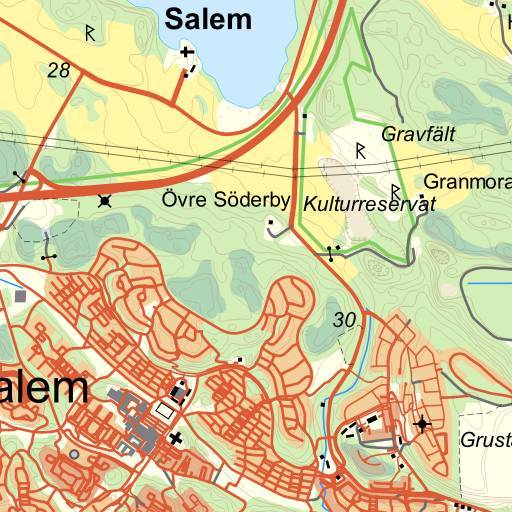 Salem
28
Gravfält
Granmora
Övre Söderby
Kulturreservat
30
alem
Grust